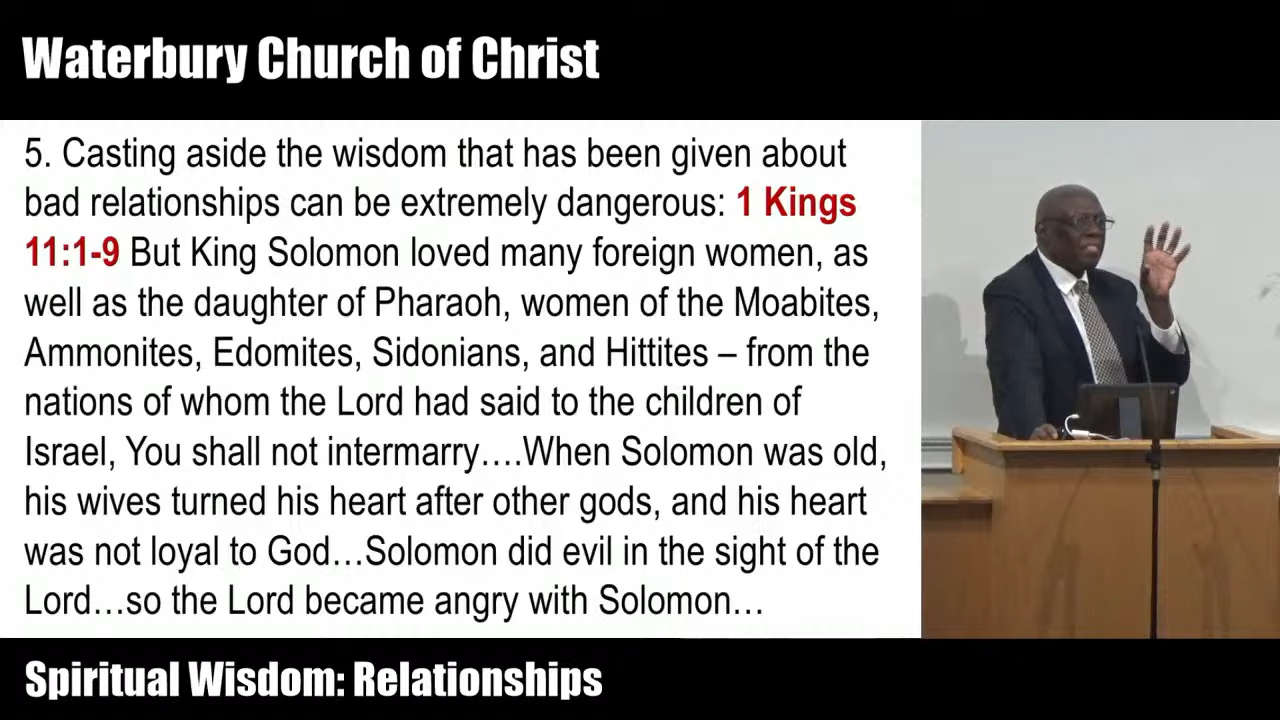 Waterbury Church of Christ
5. Casting aside the wisdom that has been given about
bad relationships can be extremely dangerous: 1 Kings
11:1-9 But King Solomon loved many foreign women, as
well as the daughter of Pharaoh, women of the Moabites,
Ammonites, Edomites, Sidonians, and Hittites – from the
nations of whom the Lord had said to the children of
Israel, You shall not intermarry….When Solomon was old,
his wives turned his heart after other gods, and his heart
was not loyal to God…Solomon did evil in the sight of the
Lord…so the Lord became angry with Solomon…
Spiritual Wisdom: Relationships